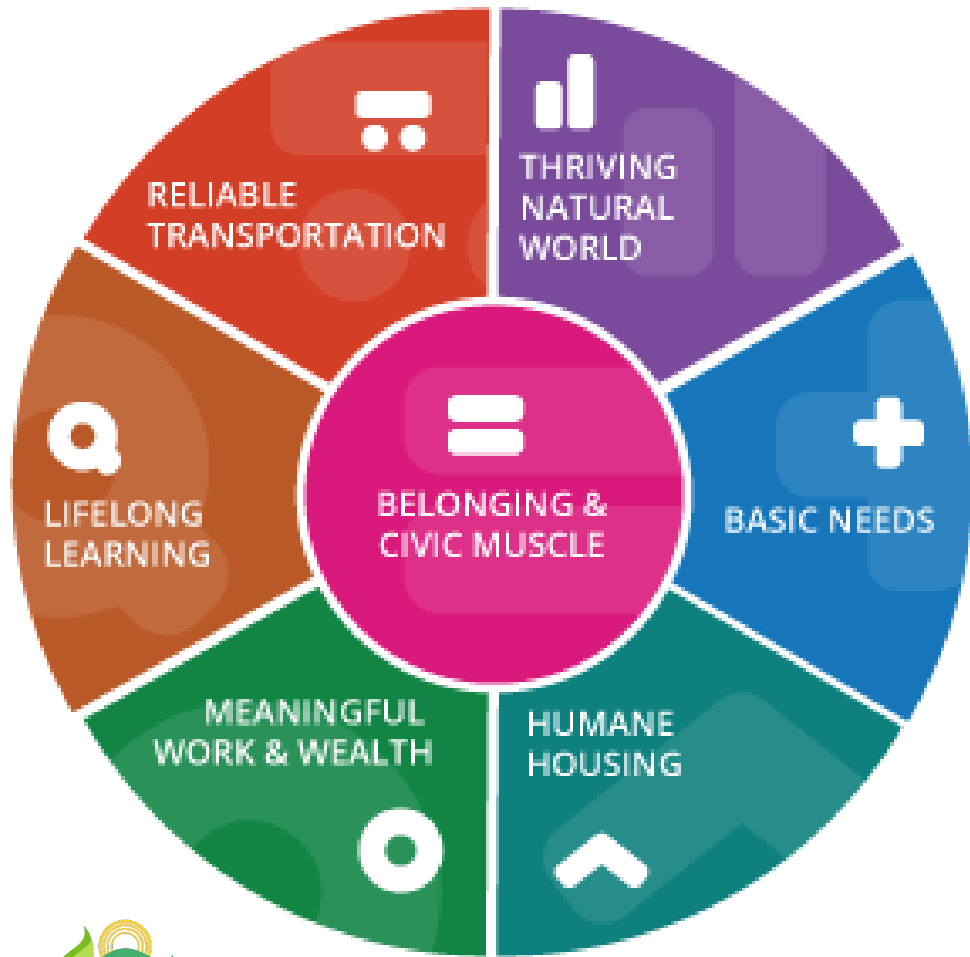 RELIABLE
TRANSPORTATION
THRIVING
NATURAL
WORLD
BASIC NEEDS
HUMANE
HOUSING
MEANINGFUL
WORK & WEALTH
LIFELONG
LEARNING
BELONGING &
CIVIC MUSCLE